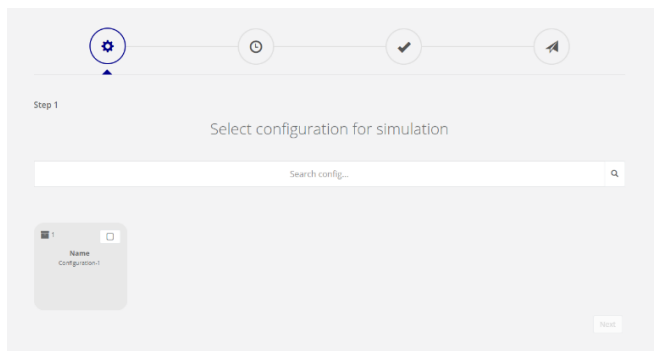 Step 1
Select configuration for simulation
Search config...
1
Name
Configuration-1
Next